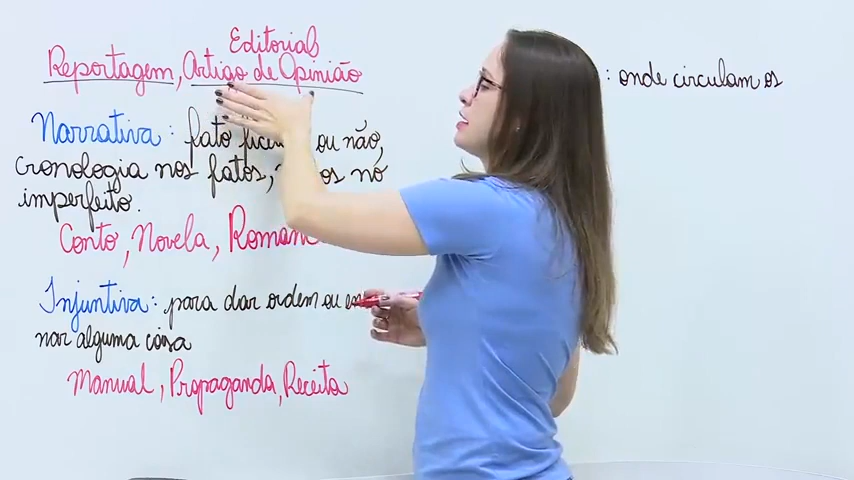 Editorial
Reportagem, Artigo de Opinião
: onde circulam os
Narrativa: fato ou não,
cronologia nos fatos, no
imperfeito.
Conto, Novela,
Injuntiva: para dar ordem ou
nar alguma coisa
Manual, Propaganda, Receita